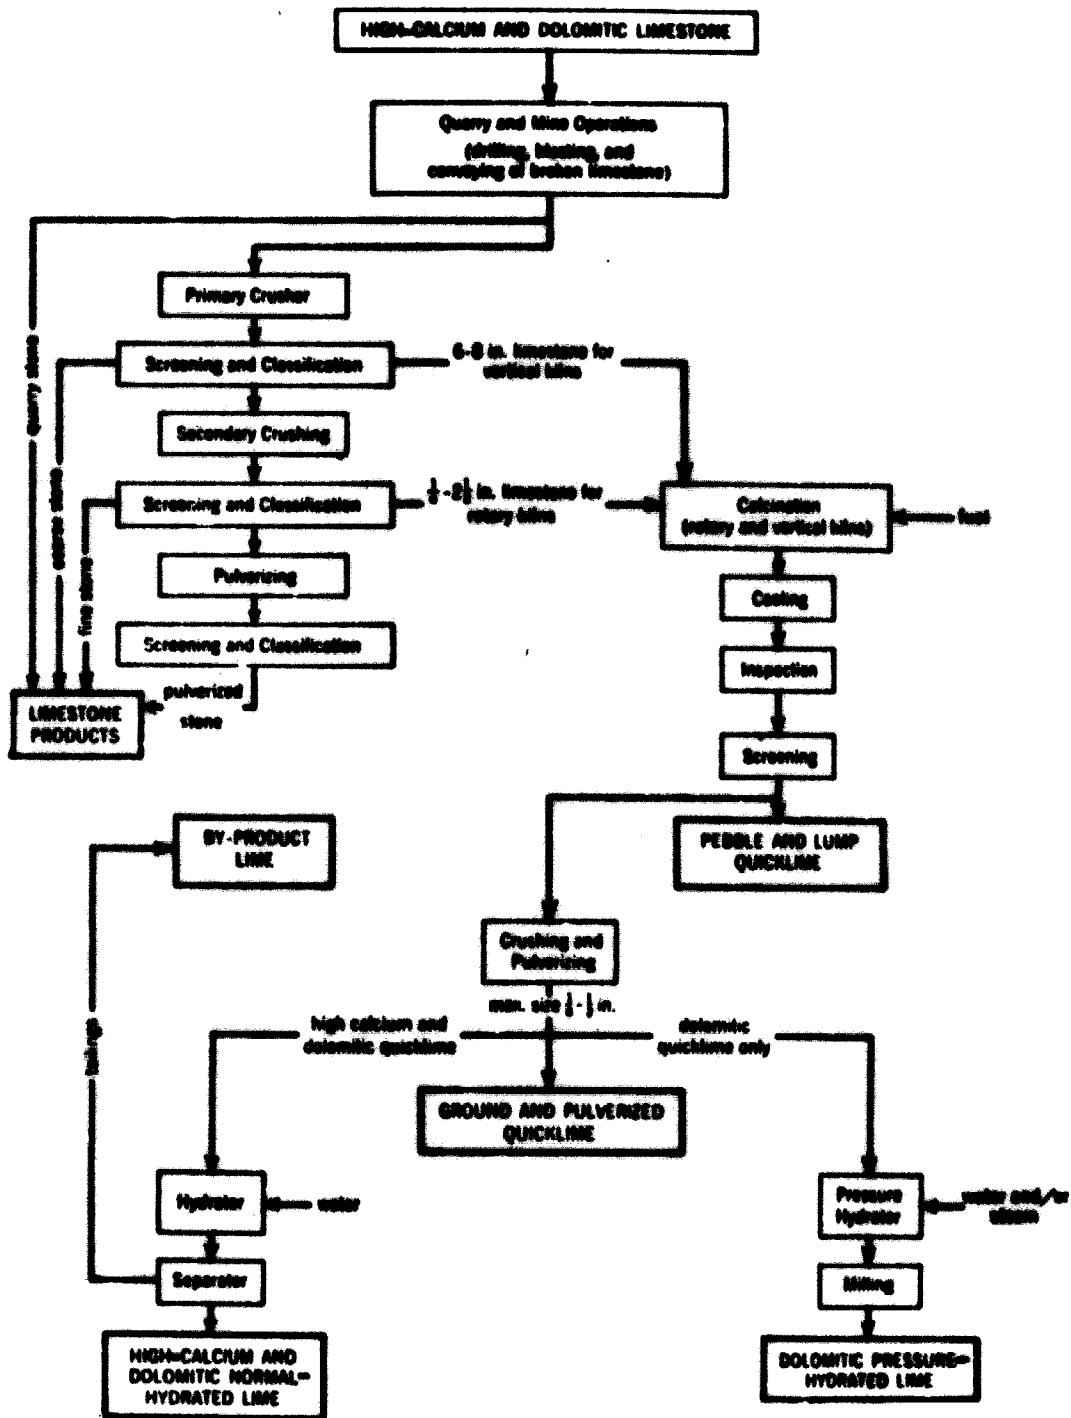 HIGH-CALCIUM AND DOLOMITIC LIMESTONE
Quarry and Mine Operations
(drilling, blasting, and
conveying of broken limestone)
Primary Crusher
Screening and Classification
6-8 in. limestone for
vertical kilns
quarry stone
Secondary Crushing
coarse stone
Screening and Classification
in. limestone for
rotary kilns
Calcination
(rotary and vertical kilns)
fuel
fine stone
Pulverizing
Cooling
Screening and Classification
Inspection
pulverized
stone
LIMESTONE
PRODUCTS
Screening
BY-PRODUCT
LIME
PEBBLE AND LUMP
QUICKLIME
Crushing and
Pulverizing
max. size in.
high calcium and
dolomitic quicklime
dolomitic
quicklime only
tailings
GROUND AND PULVERIZED
QUICKLIME
Hydrator
water
Pressure
Hydrator
water and/or
steam
Separator
Milling
HIGH-CALCIUM AND
DOLOMITIC NORMAL-
HYDRATED LIME
DOLOMITIC PRESSURE-
HYDRATED LIME